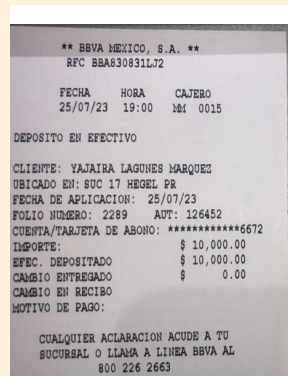 ** BBVA MEXICO, S.A. **
RFC BBA830831LJ2
FECHA HORA CAJERO
25/07/23 19:00 MM 0015
DEPOSITO EN EFECTIVO
CLIENTE: YAJAIRA LAGUNES MARQUEZ
UBICADO EN: SUC 17 HEGEL PR
FECHA DE APLICACION: 25/07/23
FOLIO NUMERO: 2289 AUT: 126452
CUENTA/TARJETA DE ABONO: ************6672
IMPORTE: $ 10,000.00
EFEC. DEPOSITADO $ 10,000.00
CAMBIO ENTREGADO $ 0.00
CAMBIO EN RECIBO
MOTIVO DE PAGO:
CUALQUIER ACLARACION ACUDE A TU
SUCURSAL O LLAMA A LINEA BBVA AL
800 226 2663